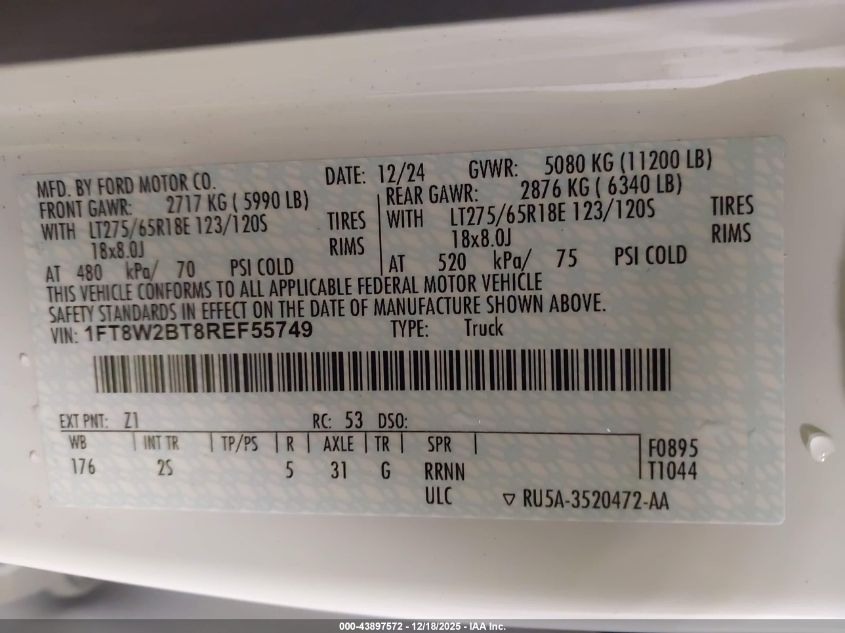 MFD. BY FORD MOTOR CO. DATE: 12/24 GVWR: 5080 KG (11200 LB)
FRONT GAWR: 2717 KG ( 5990 LB) REAR GAWR: 2876 KG ( 6340 LB)
WITH LT275/65R18E 123/120S TIRES WITH LT275/65R18E 123/120S TIRES
18x8.0J RIMS 18x8.0J RIMS
AT 480 kPa/ 70 PSI COLD AT 520 kPa/ 75 PSI COLD
THIS VEHICLE CONFORMS TO ALL APPLICABLE FEDERAL MOTOR VEHICLE
SAFETY STANDARDS IN EFFECT ON THE DATE OF MANUFACTURE SHOWN ABOVE.
VIN: 1FT8W2BT8REF55749 TYPE: Truck
EXT PNT: Z1 RC: 53 DSO:
WB INT TR TP/PS R AXLE TR SPR F0895
176 2S 5 31 G RRNN T1044
ULC RU5A-3520472-AA
000-43897572 - 12/18/2025 - IAA Inc.